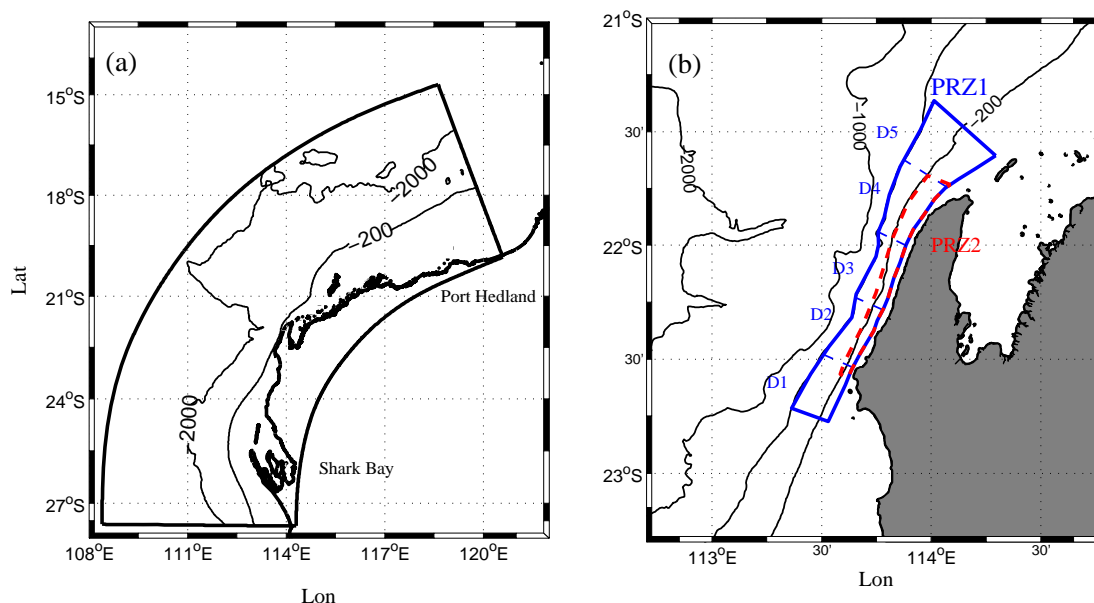 (a)
15°S
18°S
21°S
24°S
27°S
Lat
108°E
111°E
114°E
117°E
120°E
Lon
−2000
−200
−2000
Port Hedland
Shark Bay
(b)
21°S
30'
22°S
30'
23°S
113°E
30'
114°E
30'
Lon
PRZ1
−200
−1000
−2000
D5
D4
PRZ2
D3
D2
D1